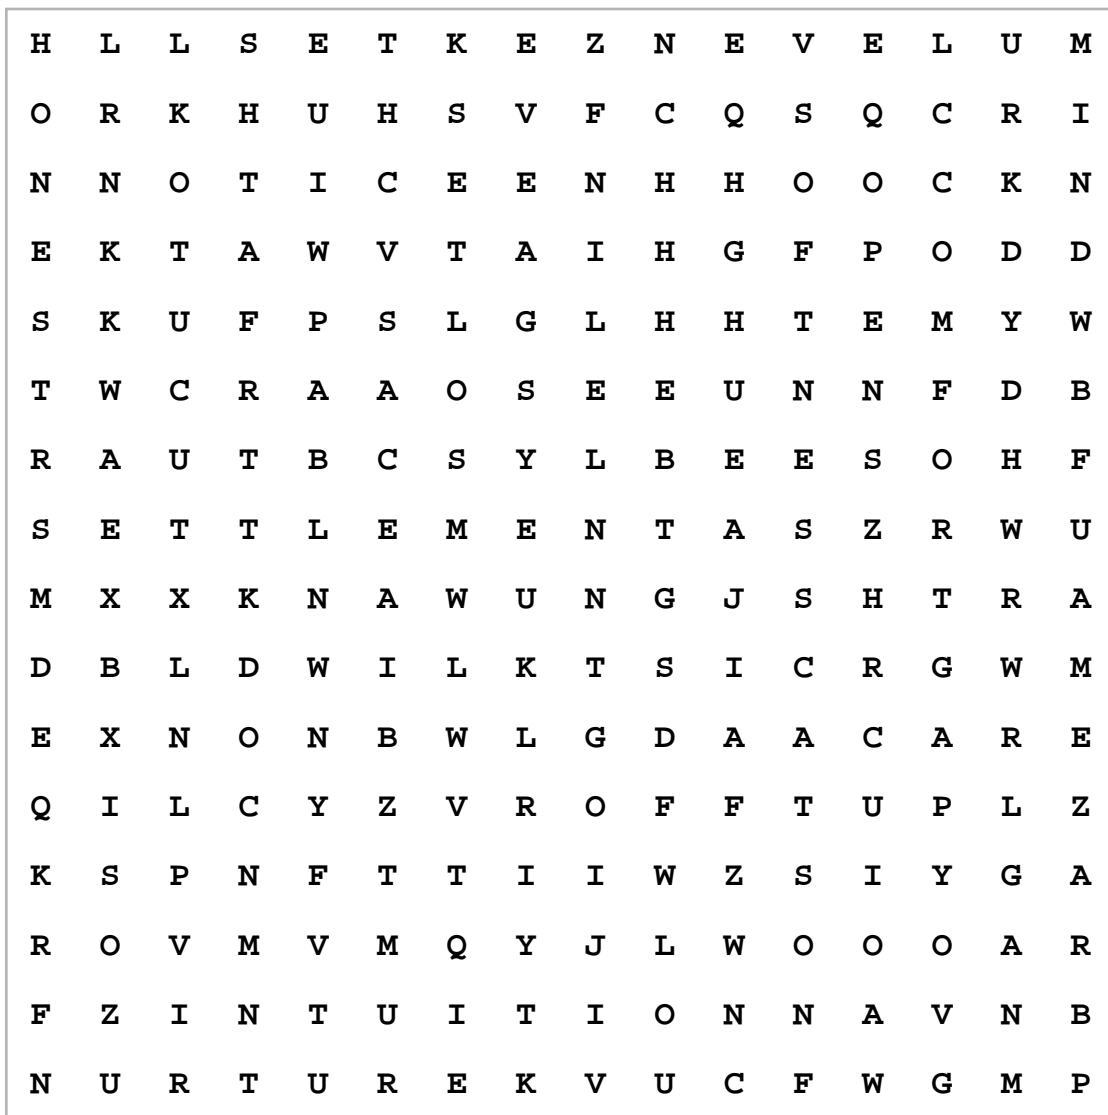 H L L S E T K E Z N E V E L U M
O R K H U H S V F C Q S Q C R I
N N O T I C E E N H H O O C K N
E K T A W V T A I H G F P O D D
S K U F P S L G L H H T E M Y W
T W C R A A O S E E U N N F D B
R A U T B C S Y L B E E S O H F
S E T T L E M E N T A S Z R W U
M X X K N A W U N G J S H T R A
D B L D W I L K T S I C R G W M
E X N O N B W L G D A A C A R E
Q I L C Y Z V R O F F T U P L Z
K S P N F T T I I W Z S I Y G A
R O V M V M Q Y J L W O O O A R
F Z I N T U I T I O N N A V N B
N U R T U R E K V U C F W G M P